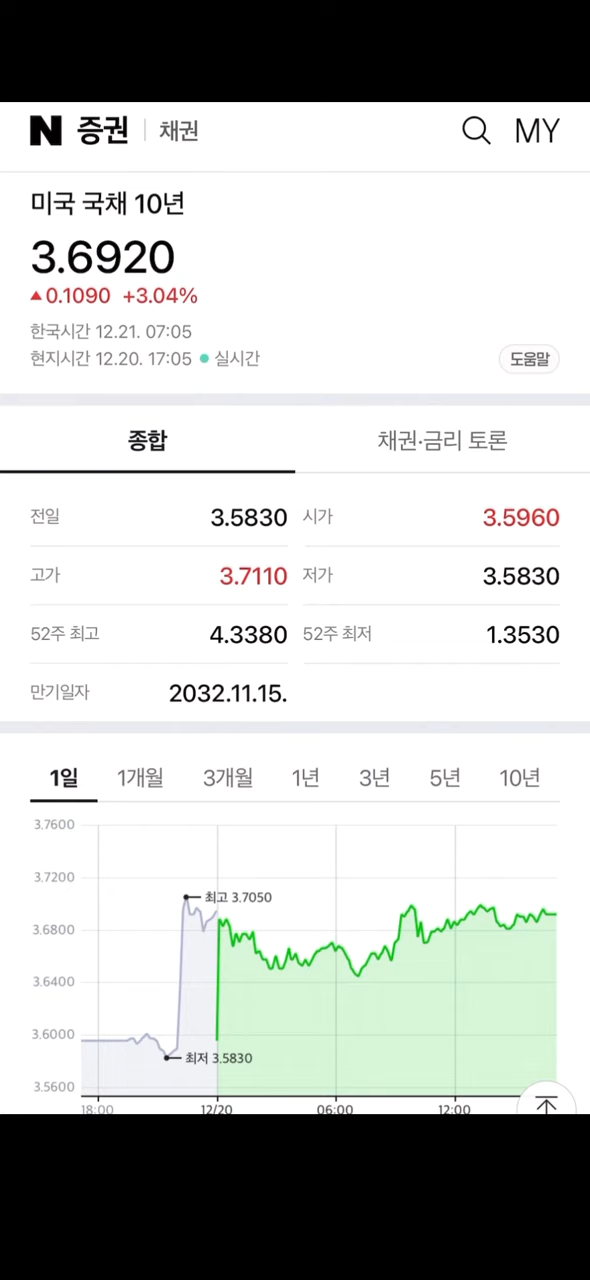 N 증권 채권 MY
미국 국채 10년
3.6920
▲0.1090 +3.04%
한국시간 12.21. 07:05
현지시간 12.20. 17:05 ● 실시간
도움말
종합 채권·금리 토론
전일 3.5830 시가 3.5960
고가 3.7110 저가 3.5830
52주 최고 4.3380 52주 최저 1.3530
만기일자 2032.11.15.
1일 1개월 3개월 1년 3년 5년 10년
3.7600
3.7200
최고 3.7050
3.6800
3.6400
3.6000
최저 3.5830
3.5600
18:00 12/20 06:00 12:00